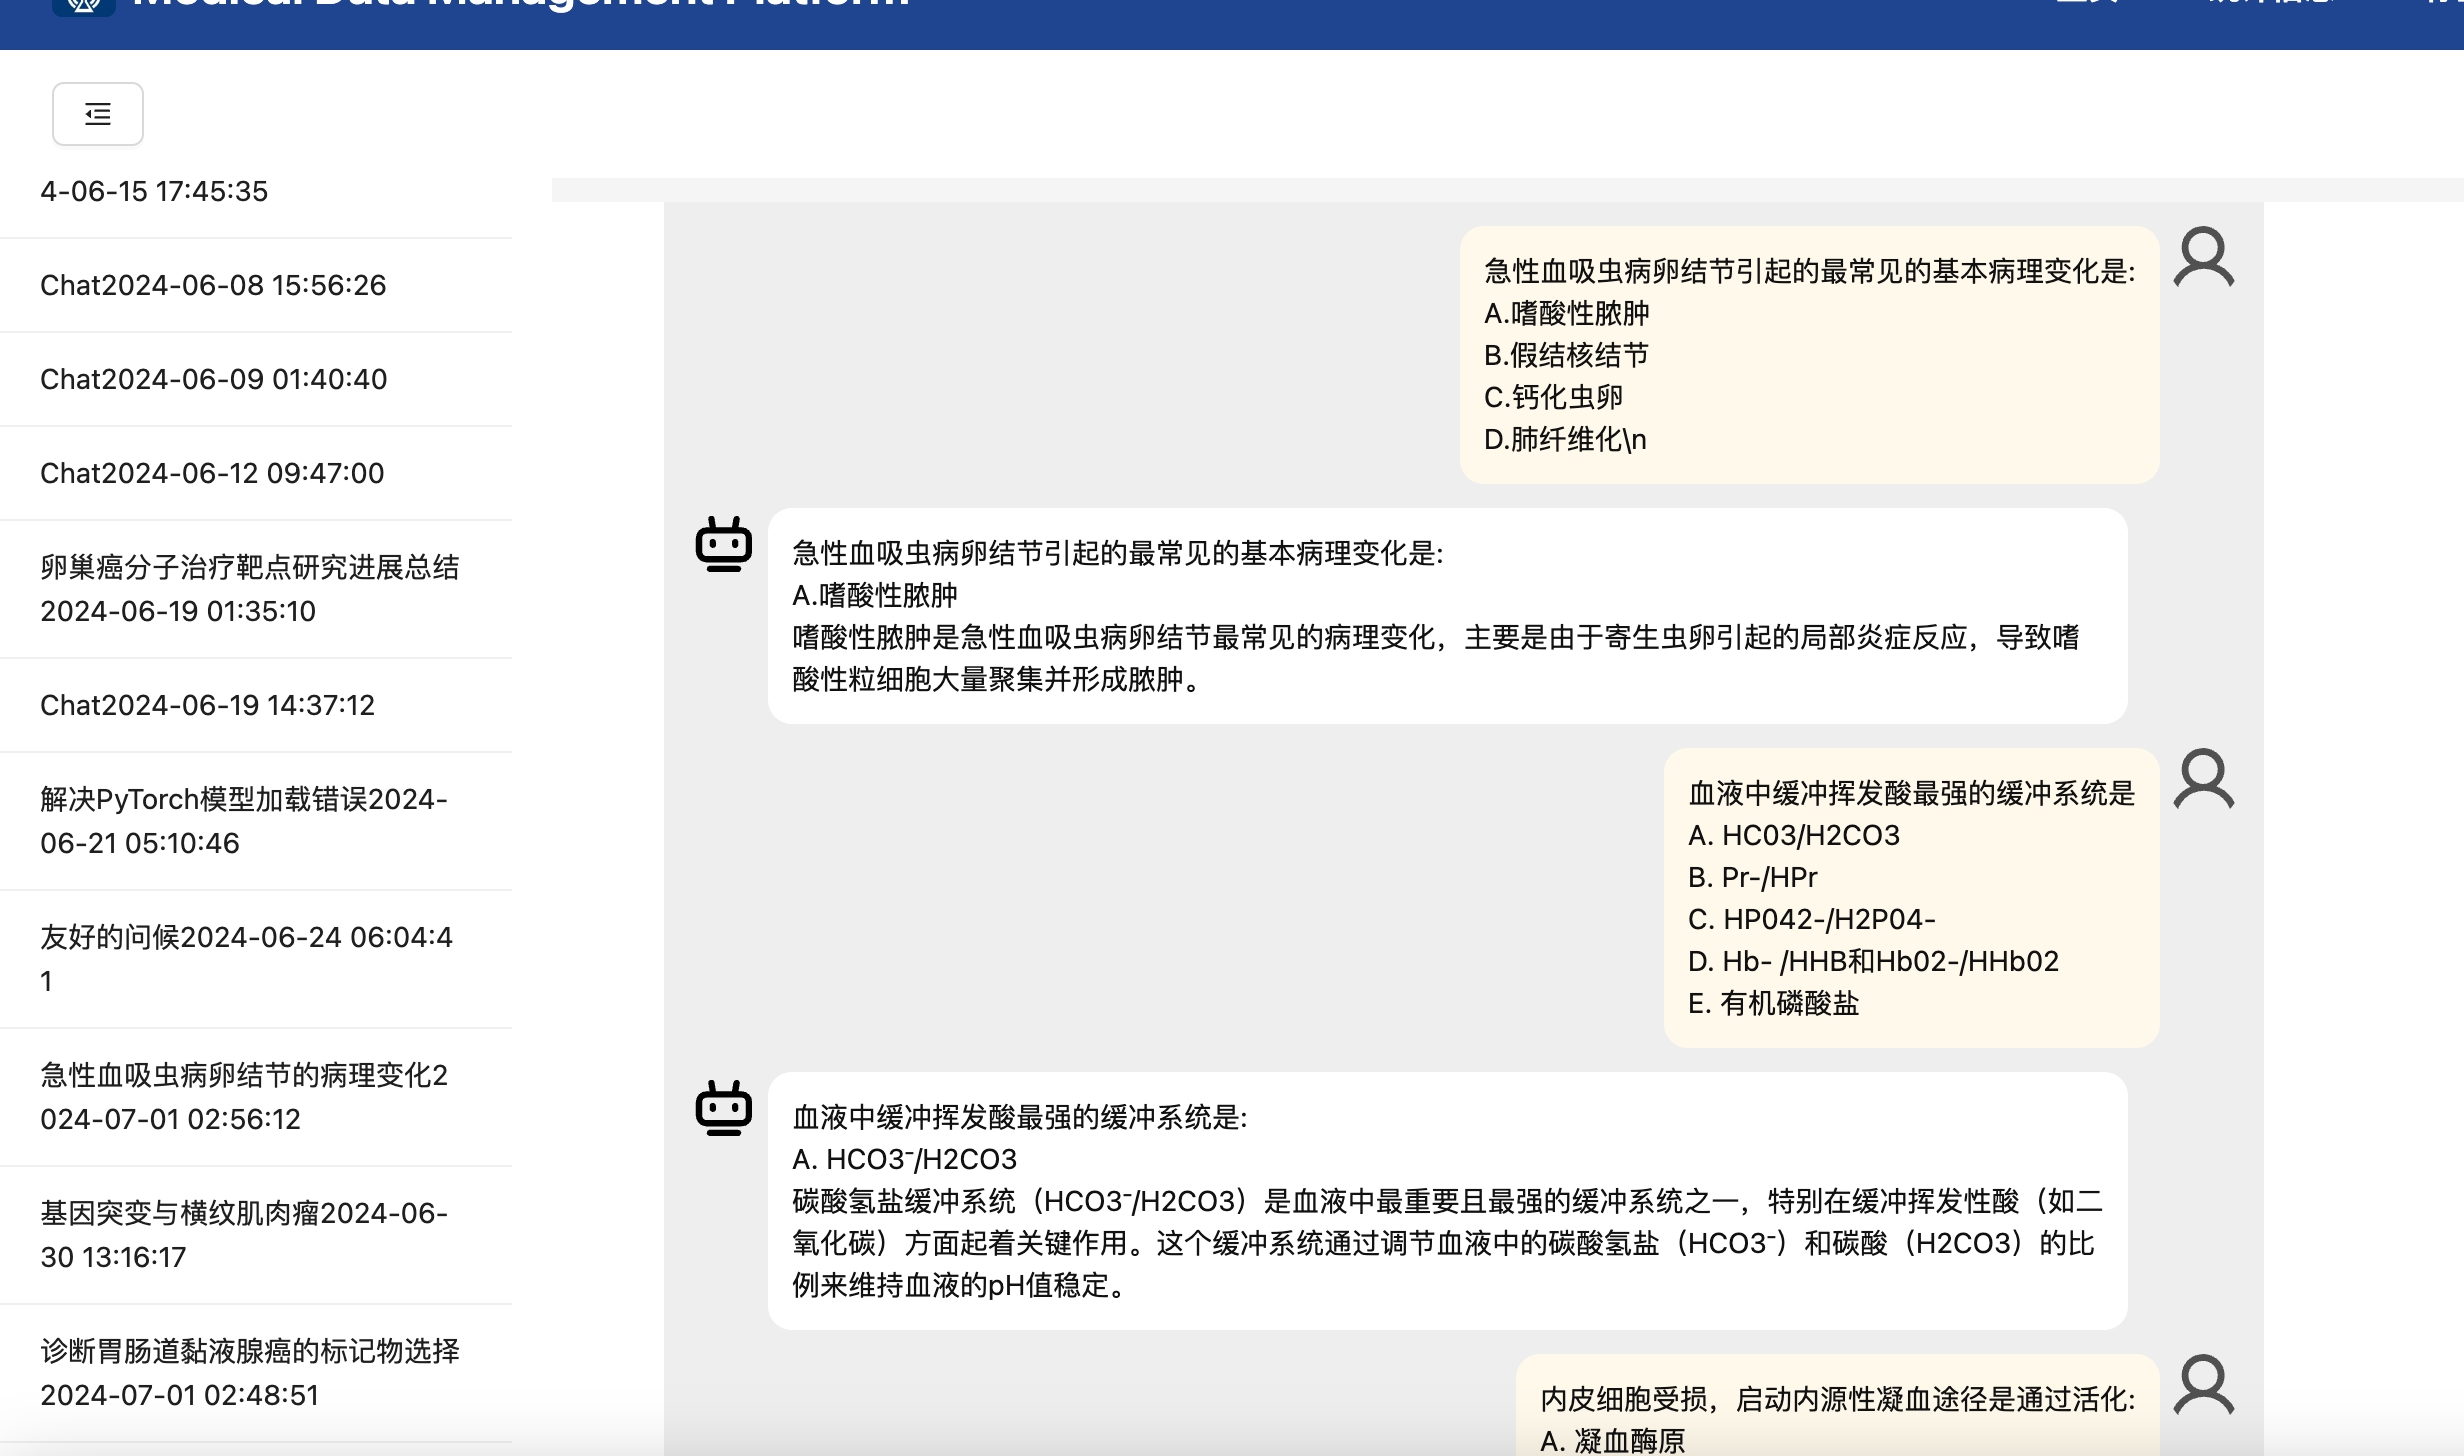 Medical Data Management Platform
4-06-15 17:45:35
Chat2024-06-08 15:56:26
Chat2024-06-09 01:40:40
Chat2024-06-12 09:47:00
卵巢癌分子治疗靶点研究进展总结
2024-06-19 01:35:10
Chat2024-06-19 14:37:12
解决PyTorch模型加载错误2024-
06-21 05:10:46
友好的问候2024-06-24 06:04:4
1
急性血吸虫病卵结节的病理变化2
024-07-01 02:56:12
基因突变与横纹肌肉瘤2024-06-
30 13:16:17
诊断胃肠道黏液腺癌的标记物选择
2024-07-01 02:48:51
急性血吸虫病卵结节引起的最常见的基本病理变化是:
A.嗜酸性脓肿
B.假结核结节
C.钙化虫卵
D.肺纤维化\n
急性血吸虫病卵结节引起的最常见的基本病理变化是:
A.嗜酸性脓肿
嗜酸性脓肿是急性血吸虫病卵结节最常见的病理变化，主要是由于寄生虫卵引起的局部炎症反应，导致嗜
酸性粒细胞大量聚集并形成脓肿。
血液中缓冲挥发酸最强的缓冲系统是
A. HC03/H2CO3
B. Pr-/HPr
C. HP042-/H2P04-
D. Hb- /HHB和Hb02-/HHb02
E. 有机磷酸盐
血液中缓冲挥发酸最强的缓冲系统是:
A. HCO3⁻/H2CO3
碳酸氢盐缓冲系统（HCO3⁻/H2CO3）是血液中最重要且最强的缓冲系统之一，特别在缓冲挥发性酸（如二
氧化碳）方面起着关键作用。这个缓冲系统通过调节血液中的碳酸氢盐（HCO3⁻）和碳酸（H2CO3）的比
例来维持血液的pH值稳定。
内皮细胞受损，启动内源性凝血途径是通过活化:
A. 凝血酶原